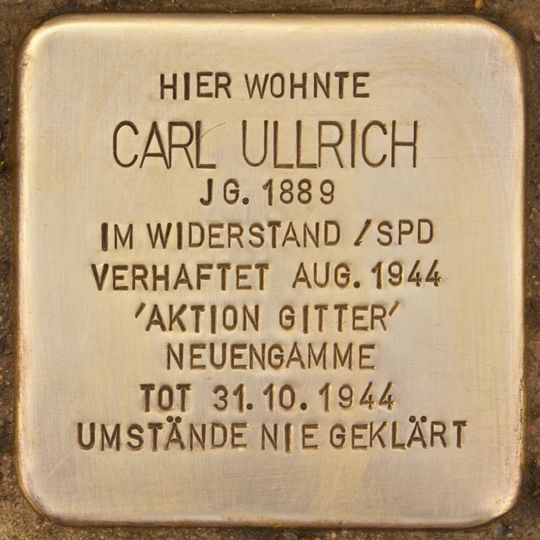 HIER WOHNTE
CARL ULLRICH
JG. 1889
IM WIDERSTAND / SPD
VERHAFTET AUG. 1944
'AKTION GITTER'
NEUENGAMME
TOT 31.10.1944
UMSTÄNDE NIE GEKLÄRT